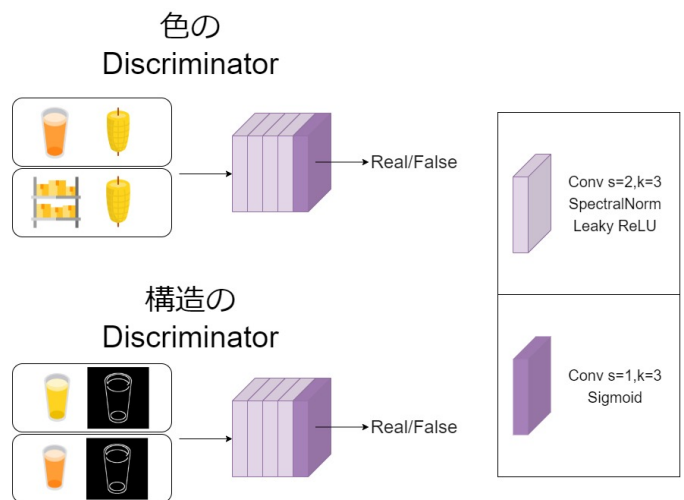 色の
Discriminator
Real/False
構造の
Discriminator
Real/False
Conv s=2,k=3
SpectralNorm
Leaky ReLU
Conv s=1,k=3
Sigmoid